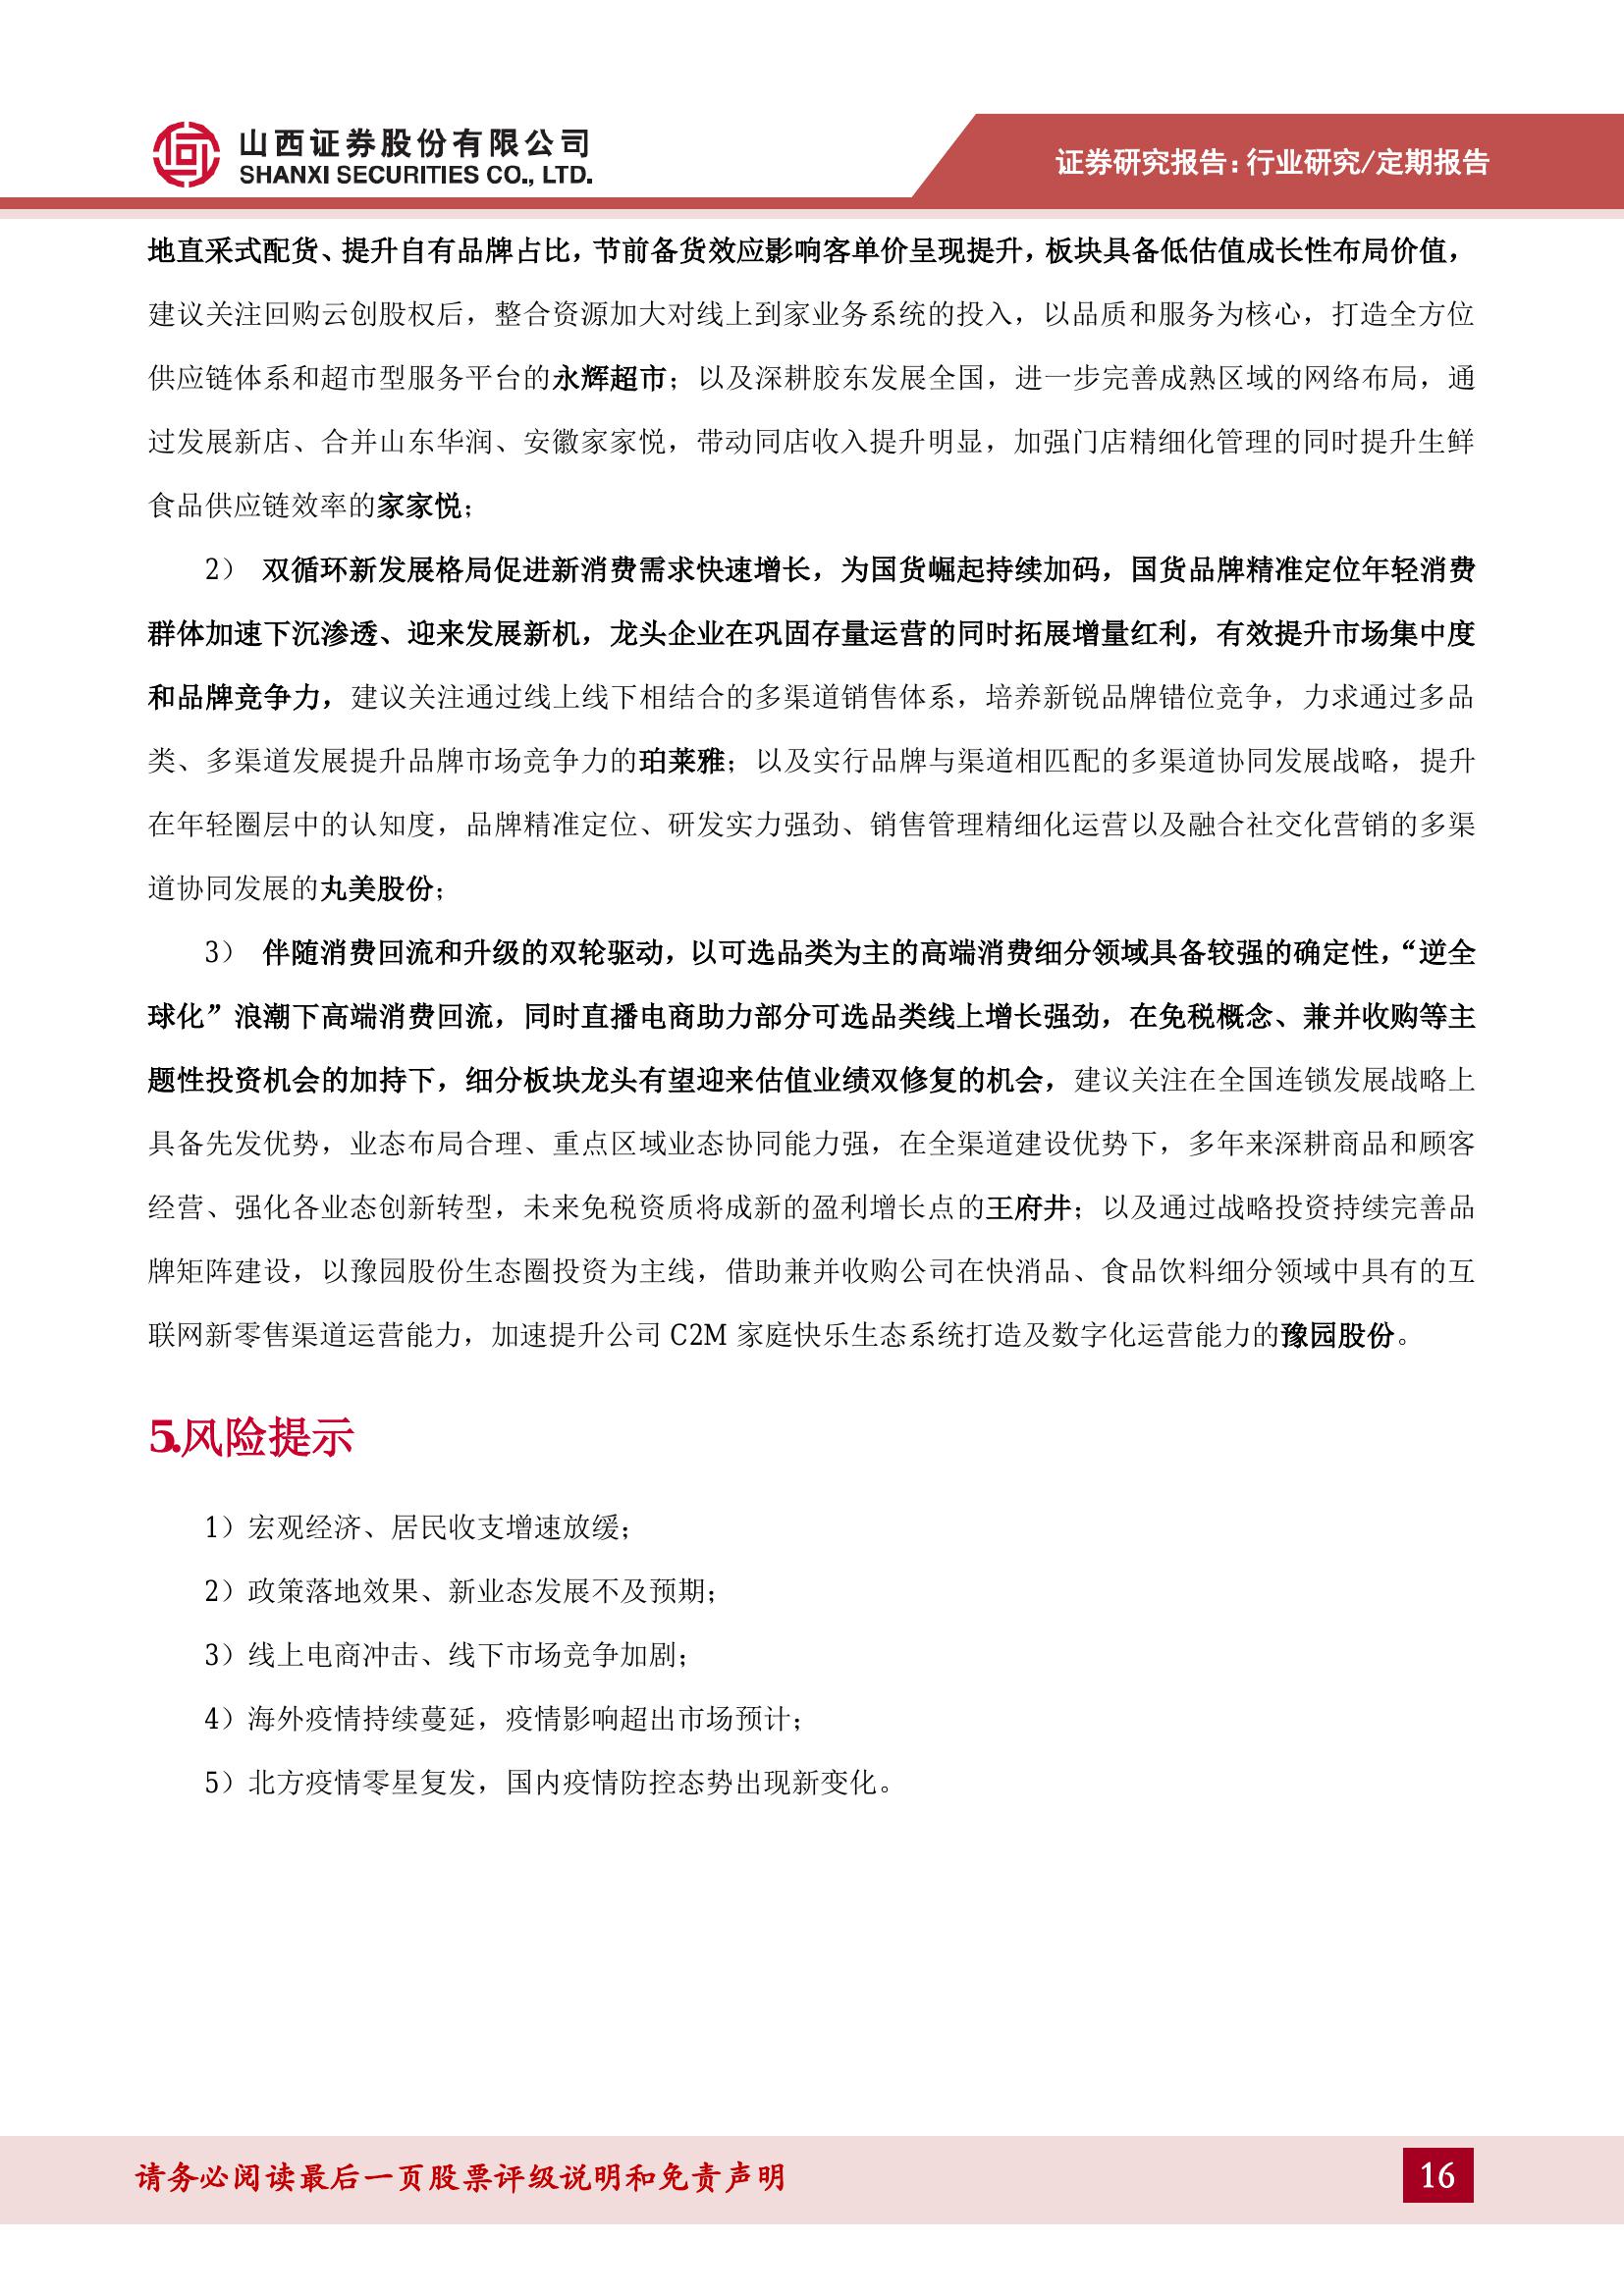 山西证券股份有限公司
SHANXI SECURITIES CO., LTD.
证券研究报告：行业研究/定期报告
地直采式配货、提升自有品牌占比，节前备货效应影响客单价呈现提升，板块具备低估值成长性布局价值，
建议关注回购云创股权后，整合资源加大对线上到家业务系统的投入，以品质和服务为核心，打造全方位
供应链体系和超市型服务平台的永辉超市；以及深耕胶东发展全国，进一步完善成熟区域的网络布局，通
过发展新店、合并山东华润、安徽家家悦，带动同店收入提升明显，加强门店精细化管理的同时提升生鲜
食品供应链效率的家家悦；
2） 双循环新发展格局促进新消费需求快速增长，为国货崛起持续加码，国货品牌精准定位年轻消费
群体加速下沉渗透、迎来发展新机，龙头企业在巩固存量运营的同时拓展增量红利，有效提升市场集中度
和品牌竞争力，建议关注通过线上线下相结合的多渠道销售体系，培养新锐品牌错位竞争，力求通过多品
类、多渠道发展提升品牌市场竞争力的珀莱雅；以及实行品牌与渠道相匹配的多渠道协同发展战略，提升
在年轻圈层中的认知度，品牌精准定位、研发实力强劲、销售管理精细化运营以及融合社交化营销的多渠
道协同发展的丸美股份；
3） 伴随消费回流和升级的双轮驱动，以可选品类为主的高端消费细分领域具备较强的确定性，“逆全
球化”浪潮下高端消费回流，同时直播电商助力部分可选品类线上增长强劲，在免税概念、兼并收购等主
题性投资机会的加持下，细分板块龙头有望迎来估值业绩双修复的机会，建议关注在全国连锁发展战略上
具备先发优势，业态布局合理、重点区域业态协同能力强，在全渠道建设优势下，多年来深耕商品和顾客
经营、强化各业态创新转型，未来免税资质将成新的盈利增长点的王府井；以及通过战略投资持续完善品
牌矩阵建设，以豫园股份生态圈投资为主线，借助兼并收购公司在快消品、食品饮料细分领域中具有的互
联网新零售渠道运营能力，加速提升公司 C2M 家庭快乐生态系统打造及数字化运营能力的豫园股份。
5.风险提示
1）宏观经济、居民收支增速放缓；
2）政策落地效果、新业态发展不及预期；
3）线上电商冲击、线下市场竞争加剧；
4）海外疫情持续蔓延，疫情影响超出市场预计；
5）北方疫情零星复发，国内疫情防控态势出现新变化。
请务必阅读最后一页股票评级说明和免责声明
16